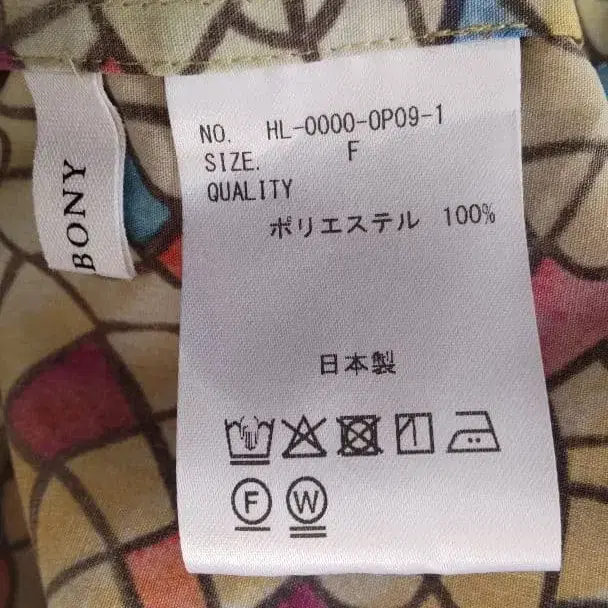 BONY
NO. HL-0000-0P09-1
SIZE. F
QUALITY
ポリエステル 100%
日本製
F W